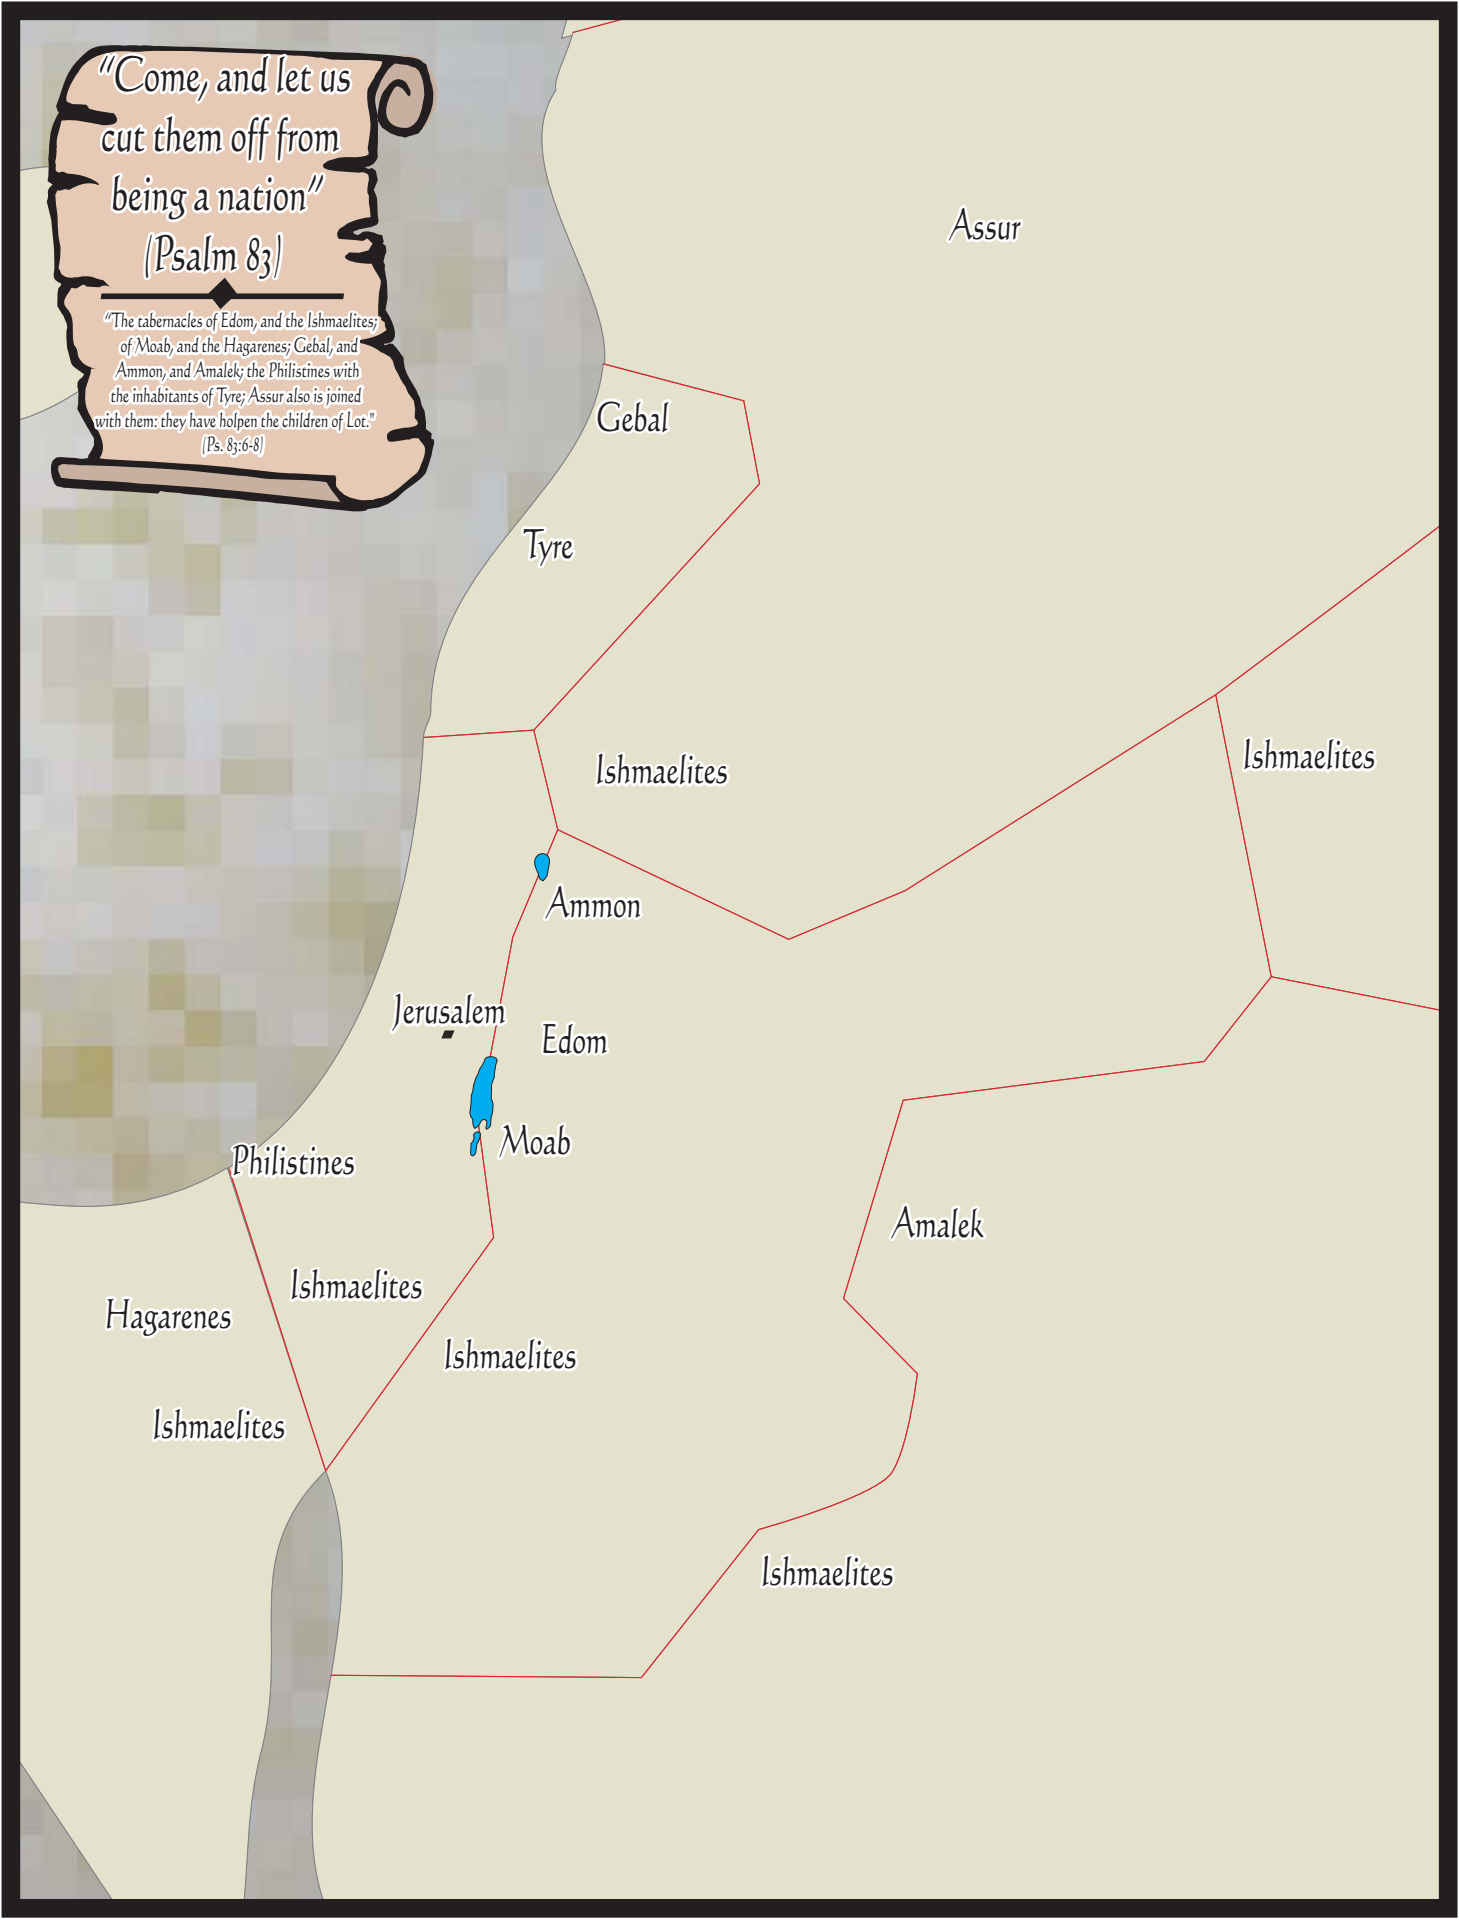 “Come, and let us
cut them off from
being a nation”
(Psalm 83)
“The tabernacles of Edom, and the Ishmaelites;
of Moab, and the Hagarenes; Gebal, and
Ammon, and Amalek; the Philistines with
the inhabitants of Tyre; Assur also is joined
with them: they have holpen the children of Lot."
(Ps. 83:6-8)
Assur
Gebal
Tyre
Ishmaelites
Ishmaelites
Ammon
Jerusalem
Edom
Moab
Philistines
Amalek
Ishmaelites
Hagarenes
Ishmaelites
Ishmaelites
Ishmaelites